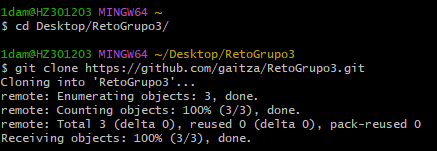 1dam@HZ301203 MINGW64 ~
$ cd Desktop/RetoGrupo3/
1dam@HZ301203 MINGW64 ~/Desktop/RetoGrupo3
$ git clone https://github.com/gaitza/RetoGrupo3.git
Cloning into 'RetoGrupo3'...
remote: Enumerating objects: 3, done.
remote: Counting objects: 100% (3/3), done.
remote: Total 3 (delta 0), reused 0 (delta 0), pack-reused 0
Receiving objects: 100% (3/3), done.